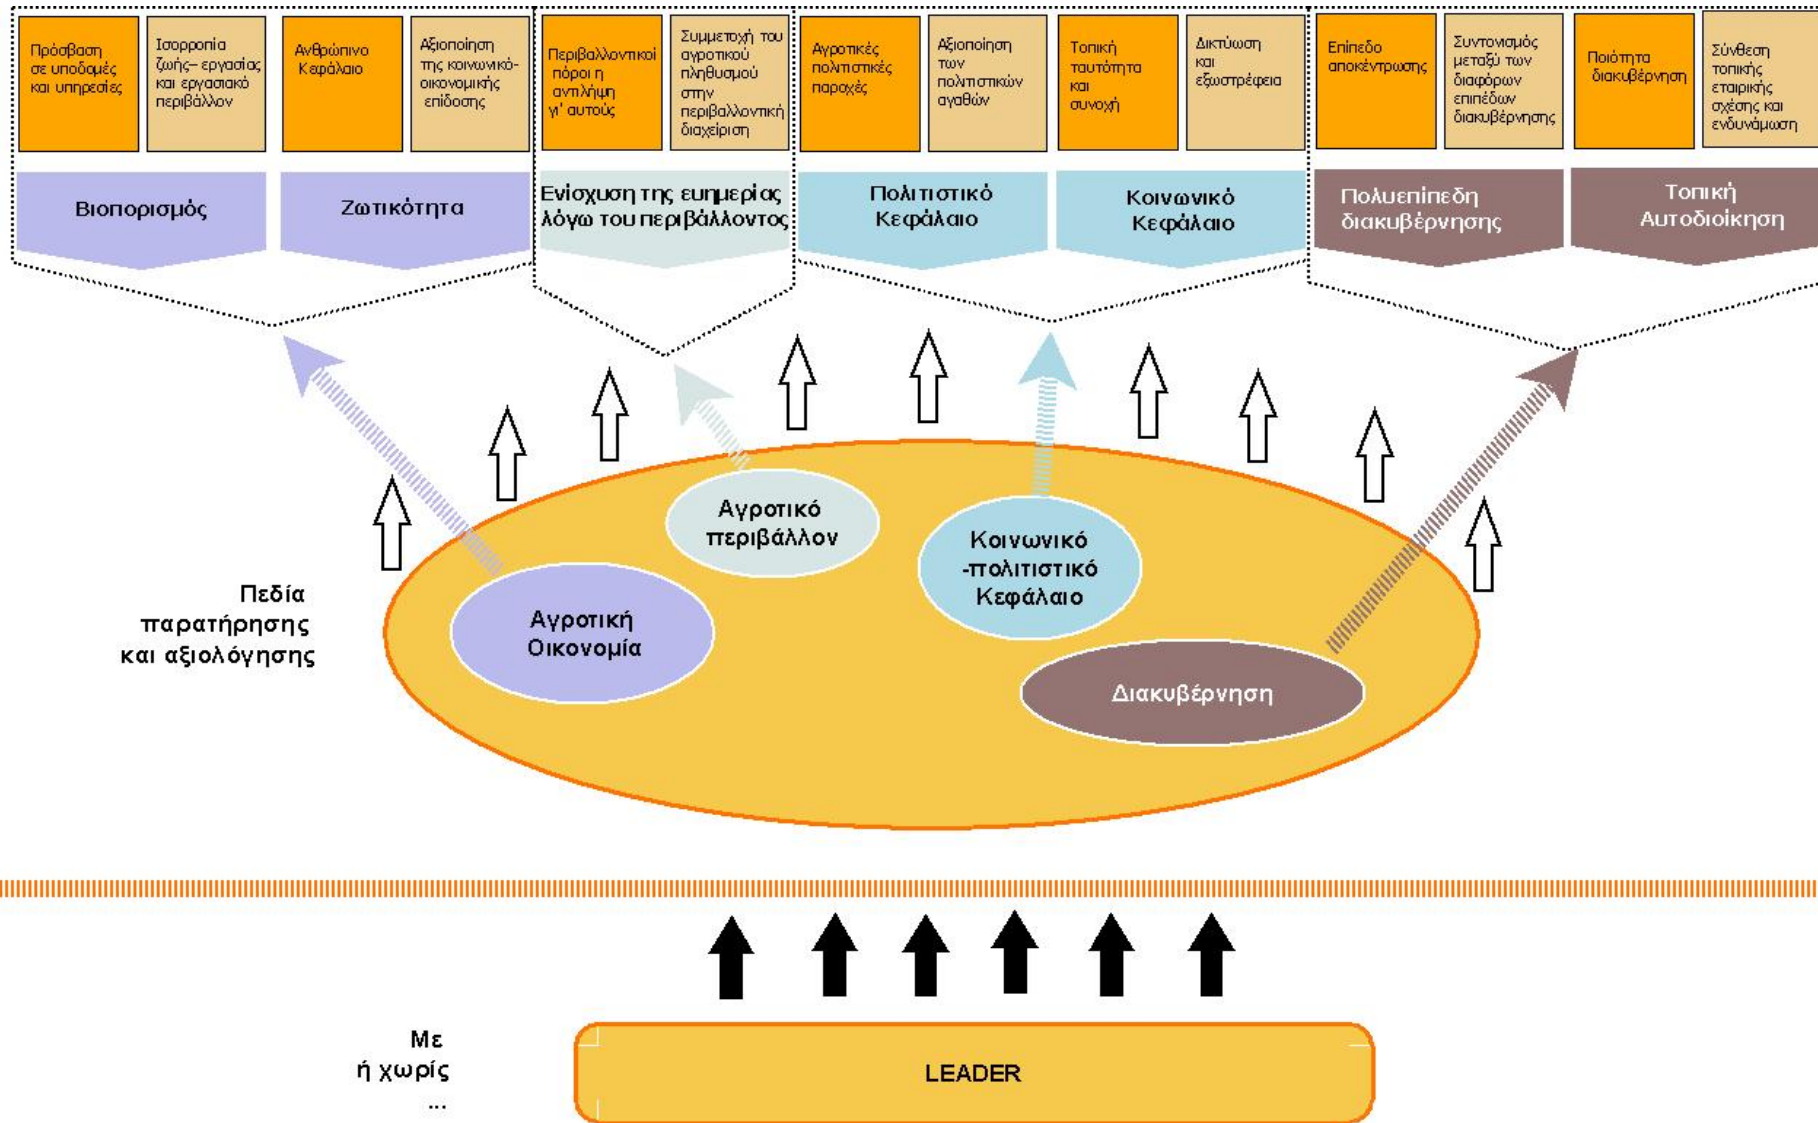 Πρόσβαση
σε υποδομές
και υπηρεσίες
Ισορροπία
ζωής– εργασίας
και εργασιακό
περιβάλλον
Ανθρώπινο
Κεφάλαιο
Αξιοποίηση
της κοινωνικό-
οικονομικής
επίδοσης
Περιβαλλοντικοί
πόροι η
αντιλήψη
γι' αυτούς
Συμμετοχή του
αγροτικού
πληθυσμού
στην
περιβαλλοντική
διαχείριση
Αγροτικές
πολιτιστικές
παροχές
Αξιοποίηση
των
πολιτιστικών
αγαθών
Τοπική
ταυτότητα
και
συνοχή
Δικτύωση
και
εξωστρέφεια
Επίπεδο
αποκέντρωσης
Συντονισμός
μεταξύ των
διαφόρων
επιπέδων
διακυβέρνησης
Ποιότητα
διακυβέρνηση
Σύνθεση
τοπικής
εταιρικής
σχέσης και
ενδυνάμωση
Βιοπορισμός
Ζωτικότητα
Ενίσχυση της ευημερίας
λόγω του περιβάλλοντος
Πολιτιστικό
Κεφάλαιο
Κοινωνικό
Κεφάλαιο
Πολυεπίπεδη
διακυβέρνησης
Τοπική
Αυτοδιοίκηση
Αγροτικό
περιβάλλον
Κοινωνικό
-πολιτιστικό
Κεφάλαιο
Πεδία
παρατήρησης
και αξιολόγησης
Αγροτική
Οικονομία
Διακυβέρνηση
Με
ή χωρίς
...
LEADER